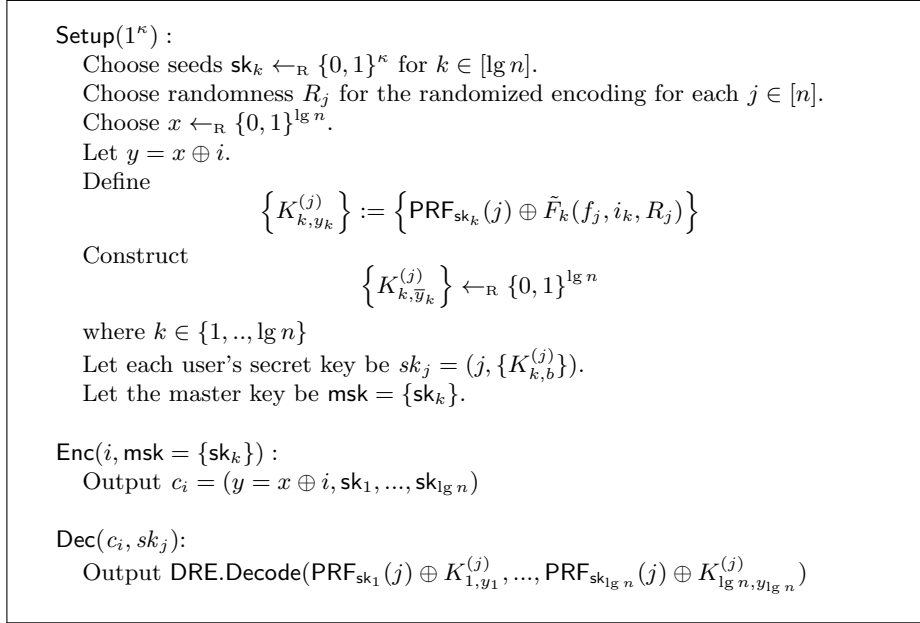 Setup(1^κ) :
Choose seeds sk_k ←_R {0, 1}^κ for k ∈ [lg n].
Choose randomness R_j for the randomized encoding for each j ∈ [n].
Choose x ←_R {0, 1}^{lg n}.
Let y = x ⊕ i.
Define
{K^{(j)}_{k,y_k}} := {PRF_{sk_k}(j) ⊕ F̃_k(f_j, i_k, R_j)}
Construct
{K^{(j)}_{k,ȳ_k}} ←_R {0, 1}^{lg n}
where k ∈ {1, .., lg n}
Let each user's secret key be sk_j = (j, {K^{(j)}_{k,b}}).
Let the master key be msk = {sk_k}.
Enc(i, msk = {sk_k}) :
Output c_i = (y = x ⊕ i, sk_1, ..., sk_{lg n})
Dec(c_i, sk_j):
Output DRE.Decode(PRF_{sk_1}(j) ⊕ K^{(j)}_{1,y_1}, ..., PRF_{sk_{lg n}}(j) ⊕ K^{(j)}_{lg n,y_{lg n}})